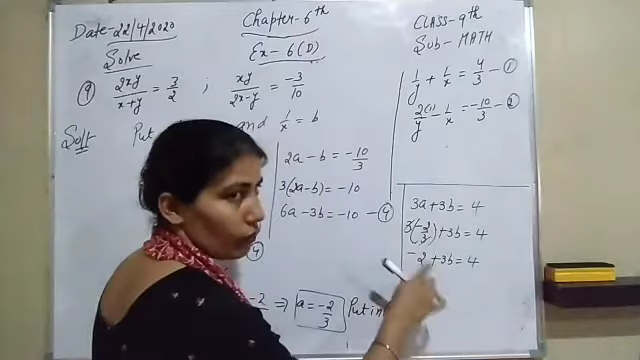 Date-22/4/2020
Chapter-6th
CLASS-9th
Solve
Ex-6(D)
Sub-MATH
⑨ 2xy/x+y = 3/2 ; xy/2x-y = -3/10
1/y + 1/x = 4/3 - ①
2(1)/y - 1/x = -10/3 - ②
Sol:
Put
and 1/x = b
2a - b = -10/3
3(2a-b) = -10
6a - 3b = -10 - ④
④
-2 ⇒ a = -2/3 Put in
3a + 3b = 4
3(-2/3) + 3b = 4
-2 + 3b = 4